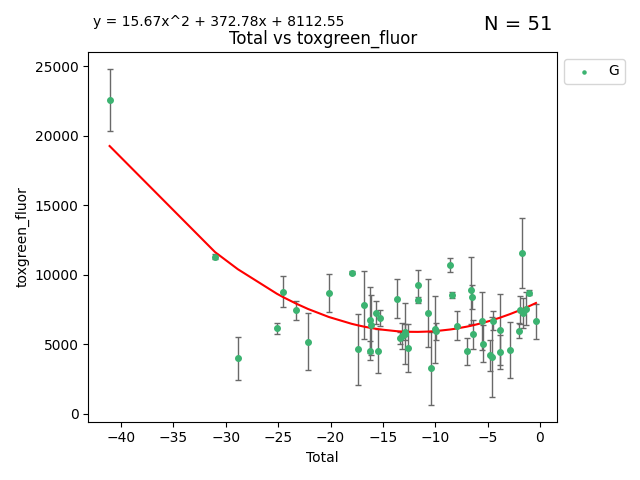 y = 15.67x^2 + 372.78x + 8112.55
N = 51
Total vs toxgreen_fluor
G
toxgreen_fluor
25000
20000
15000
10000
5000
0
−40
−35
−30
−25
−20
−15
−10
−5
0
Total